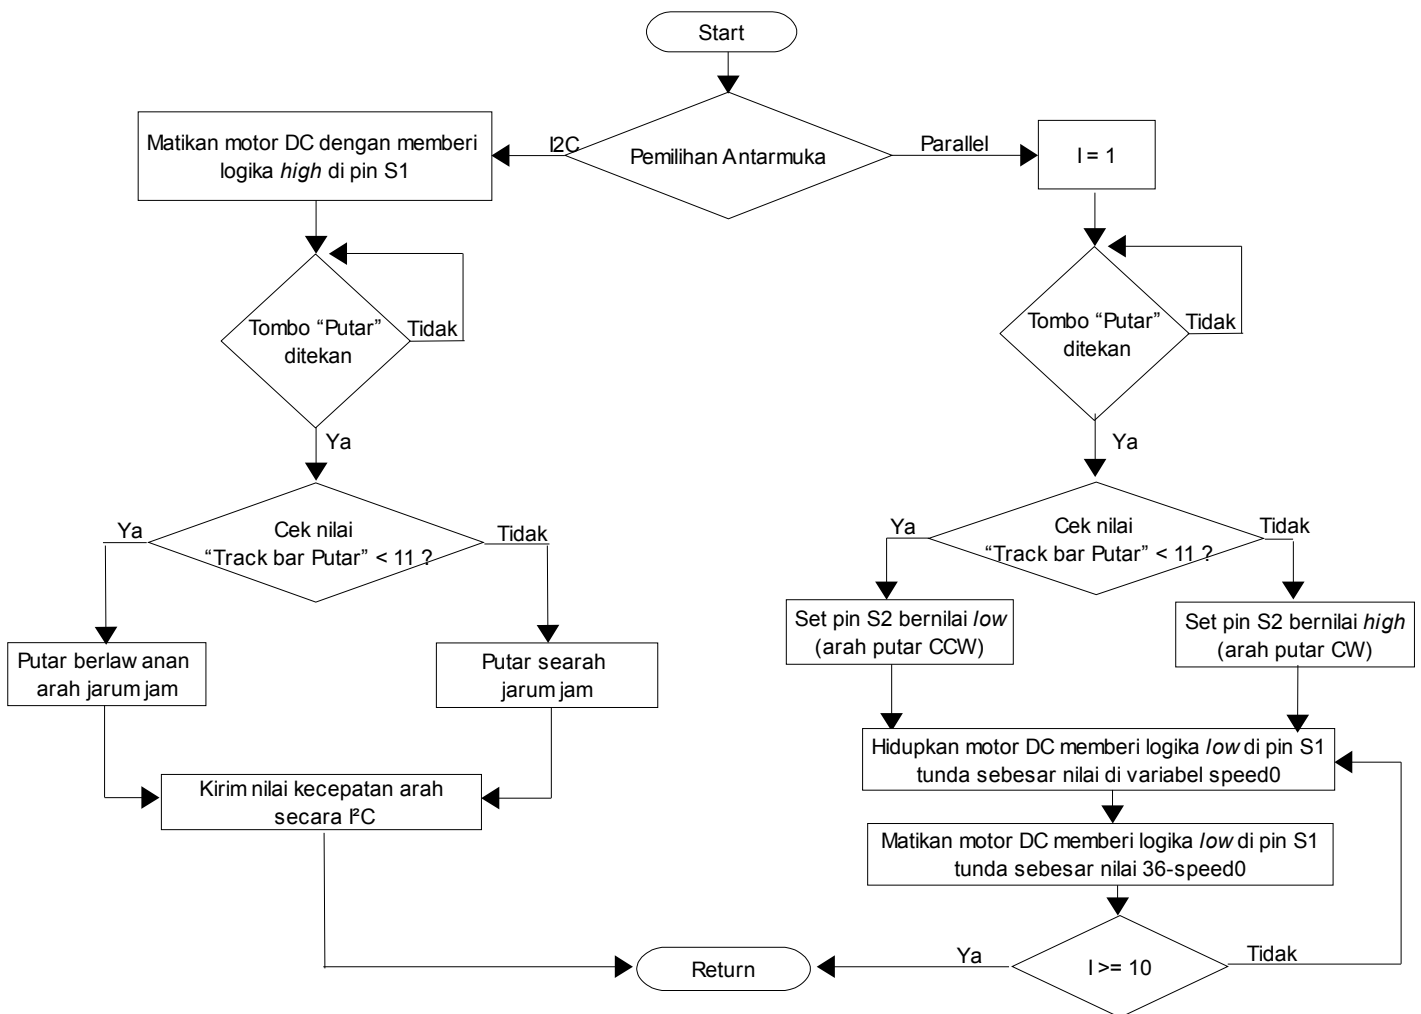 Start
Pemilihan Antarmuka
I2C
Parallel
Matikan motor DC dengan memberi
logika high di pin S1
I = 1
Tombo “Putar”
ditekan
Tidak
Ya
Tombo “Putar”
ditekan
Tidak
Ya
Cek nilai
“Track bar Putar” < 11 ?
Ya
Tidak
Cek nilai
“Track bar Putar” < 11 ?
Ya
Tidak
Putar berlaw anan
arah jarum jam
Putar searah
jarum jam
Set pin S2 bernilai low
(arah putar CCW)
Set pin S2 bernilai high
(arah putar CW)
Kirim nilai kecepatan arah
secara I²C
Hidupkan motor DC memberi logika low di pin S1
tunda sebesar nilai di variabel speed0
Matikan motor DC memberi logika low di pin S1
tunda sebesar nilai 36-speed0
I >= 10
Ya
Tidak
Return